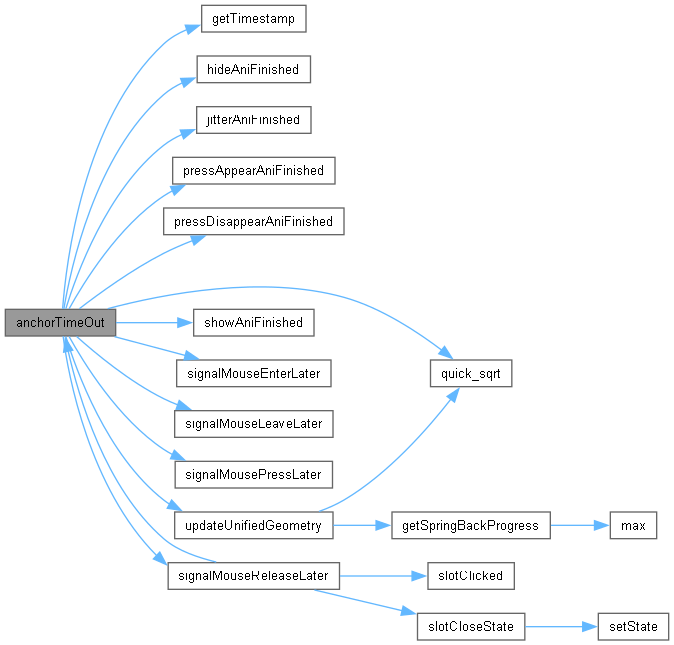 getTimestamp
hideAniFinished
jitterAniFinished
pressAppearAniFinished
pressDisappearAniFinished
anchorTimeOut
showAniFinished
signalMouseEnterLater
quick_sqrt
signalMouseLeaveLater
signalMousePressLater
updateUnifiedGeometry
getSpringBackProgress
max
signalMouseReleaseLater
slotClicked
slotCloseState
setState